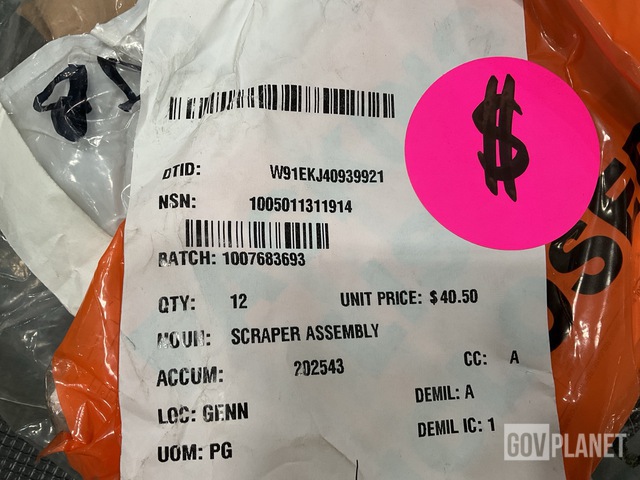 $
DTID: W91EKJ40939921
NSN: 1005011311914
BATCH: 1007683693
QTY: 12 UNIT PRICE: $40.50
NOUN: SCRAPER ASSEMBLY
ACCUM: 202543 CC: A
LOC: GENN DEMIL: A
UOM: PG DEMIL IC: 1
GOVPLANET